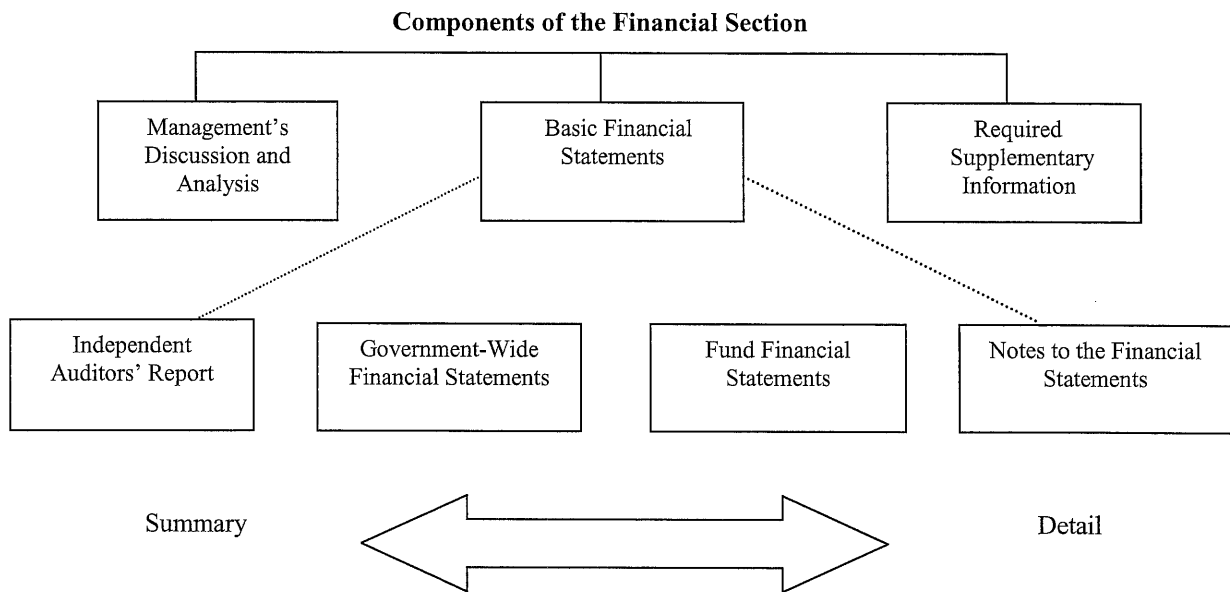 Components of the Financial Section
Management's
Discussion and
Analysis
Basic Financial
Statements
Required
Supplementary
Information
Independent
Auditors' Report
Government-Wide
Financial Statements
Fund Financial
Statements
Notes to the Financial
Statements
Summary
Detail